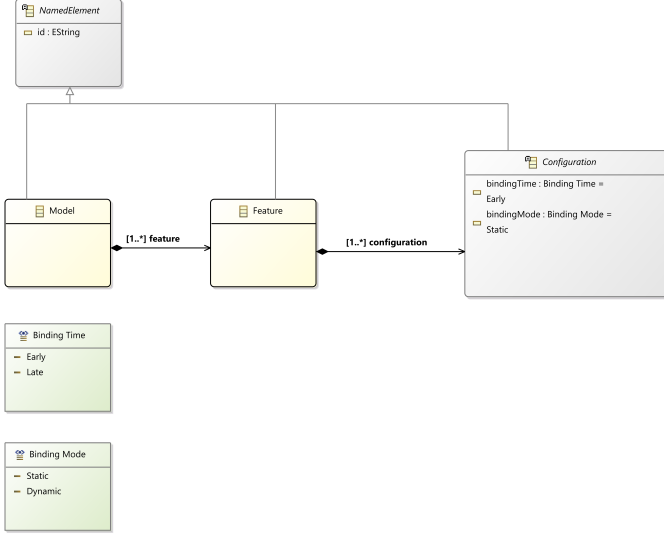 NamedElement
id : EString
Configuration
bindingTime : Binding Time =
Early
bindingMode : Binding Mode =
Static
Model
Feature
[1..*] feature
[1..*] configuration
Binding Time
Early
Late
Binding Mode
Static
Dynamic